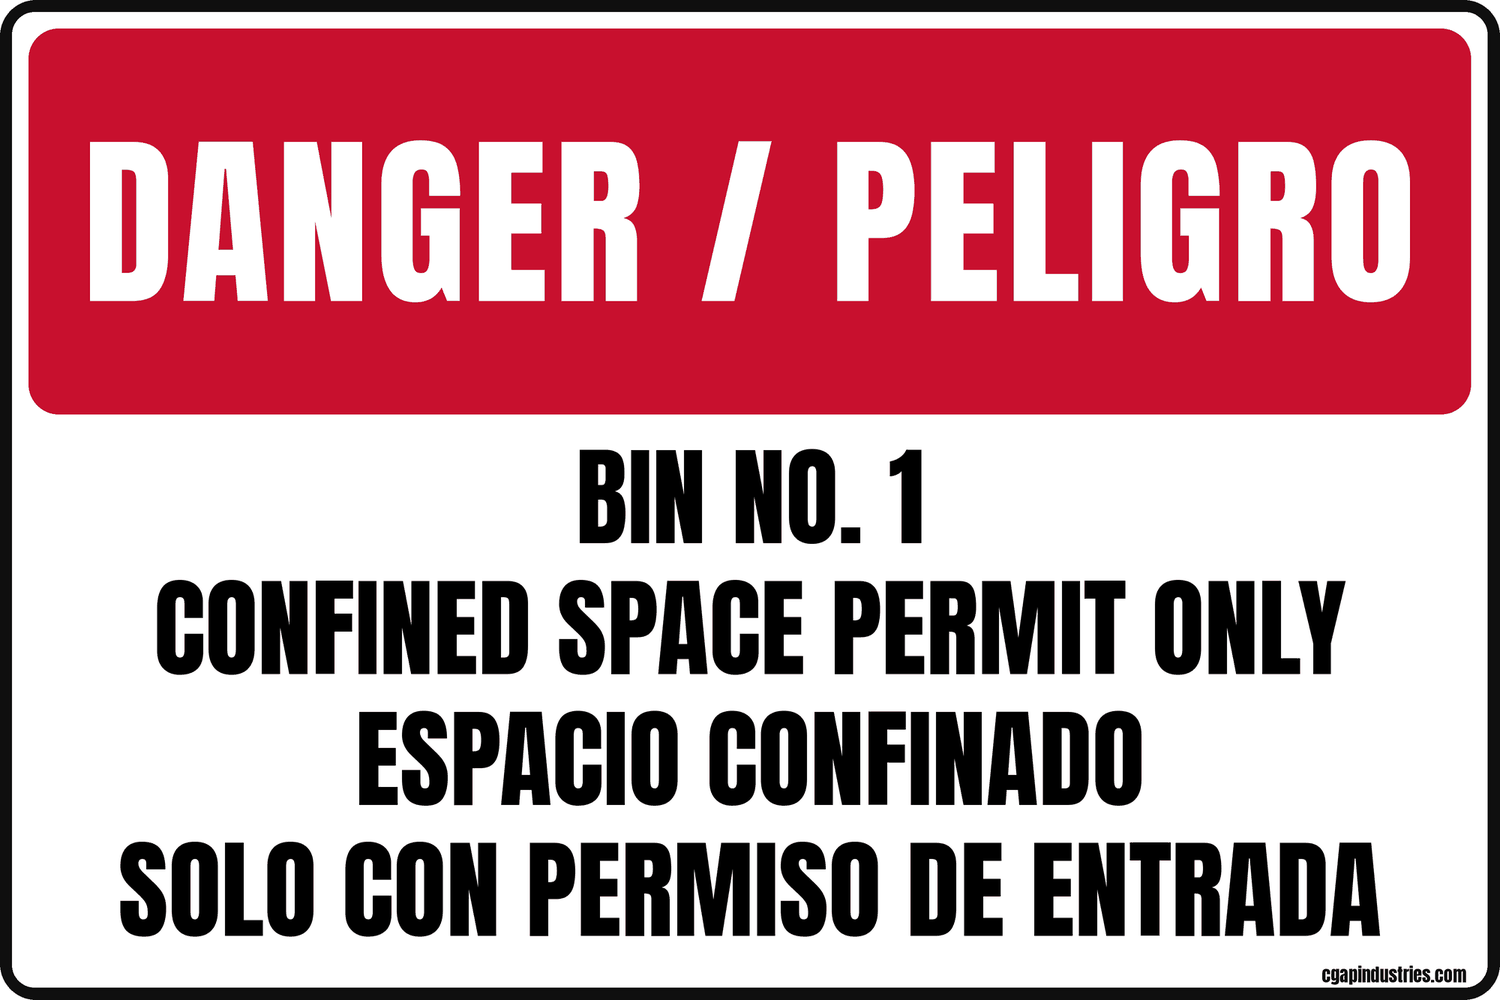 DANGER / PELIGRO
BIN NO. 1
CONFINED SPACE PERMIT ONLY
ESPACIO CONFINADO
SOLO CON PERMISO DE ENTRADA
cgapindustries.com